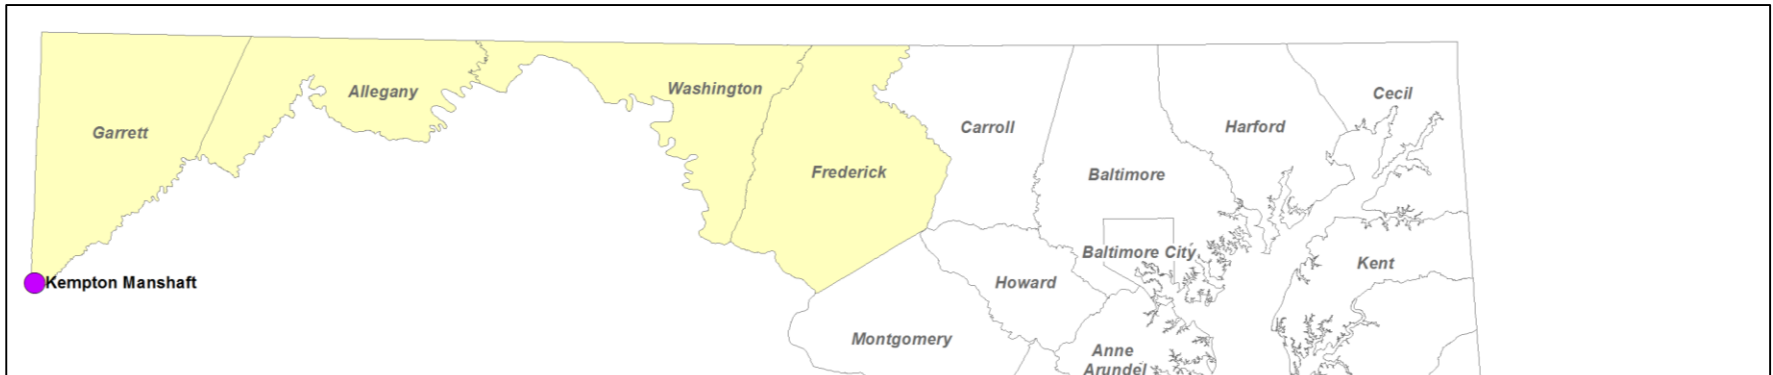 Garrett
Allegany
Washington
Frederick
Carroll
Baltimore
Harford
Cecil
Baltimore City
Kent
Howard
Kempton Manshaft
Montgomery
Anne
Arundel